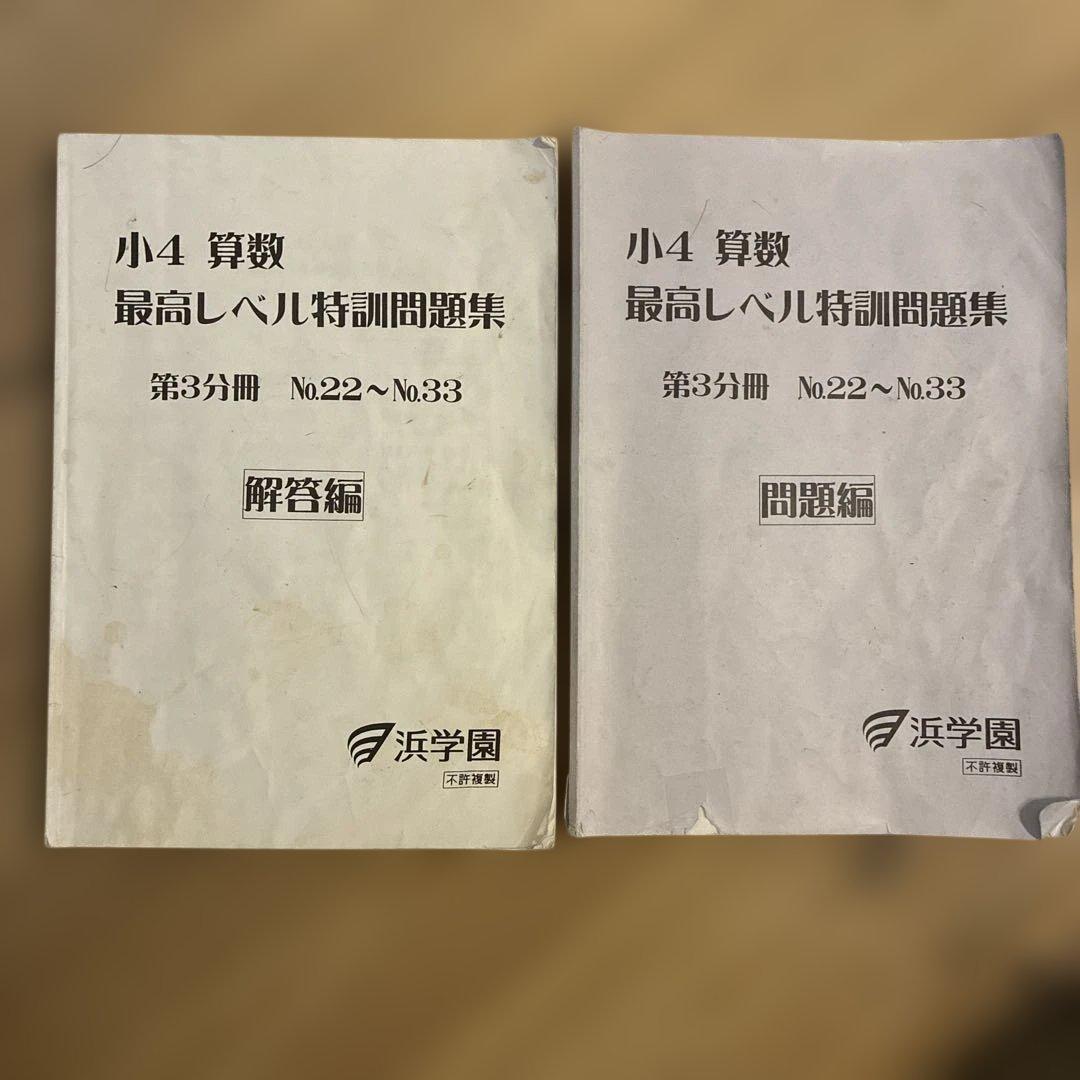 小4 算数
最高レベル特訓問題集
第3分冊 №22〜№33
解答編
浜学園
不許複製
小4 算数
最高レベル特訓問題集
第3分冊 №22〜№33
問題編
浜学園
不許複製